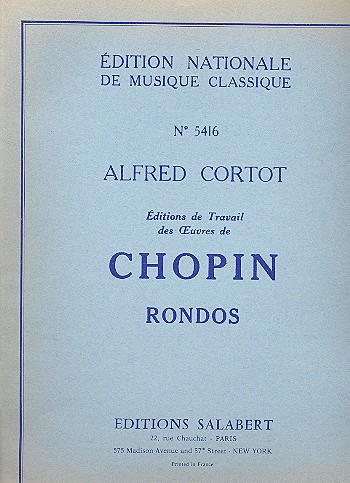 ÉDITION NATIONALE
DE MUSIQUE CLASSIQUE
N° 5416
ALFRED CORTOT
Éditions de Travail
des Œuvres de
CHOPIN
RONDOS
EDITIONS SALABERT
22, rue Chauchat - PARIS
575 Madison Avenue and 57e Street - NEW YORK
Printed in France